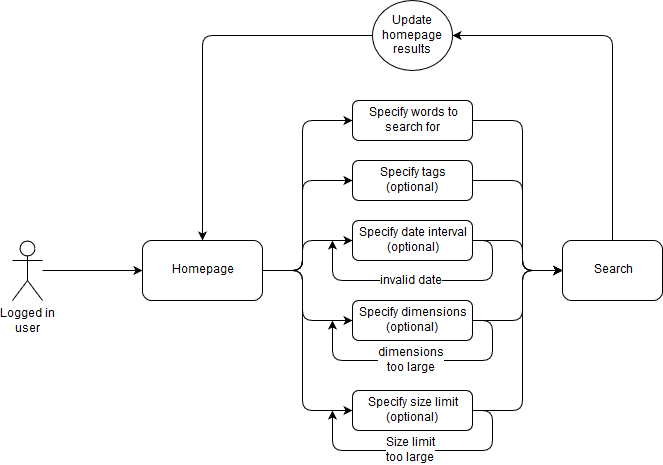 Update
homepage
results
Specify words to
search for
Specify tags
(optional)
Specify date interval
(optional)
invalid date
Homepage
Search
Logged in
user
Specify dimensions
(optional)
dimensions
too large
Specify size limit
(optional)
Size limit
too large